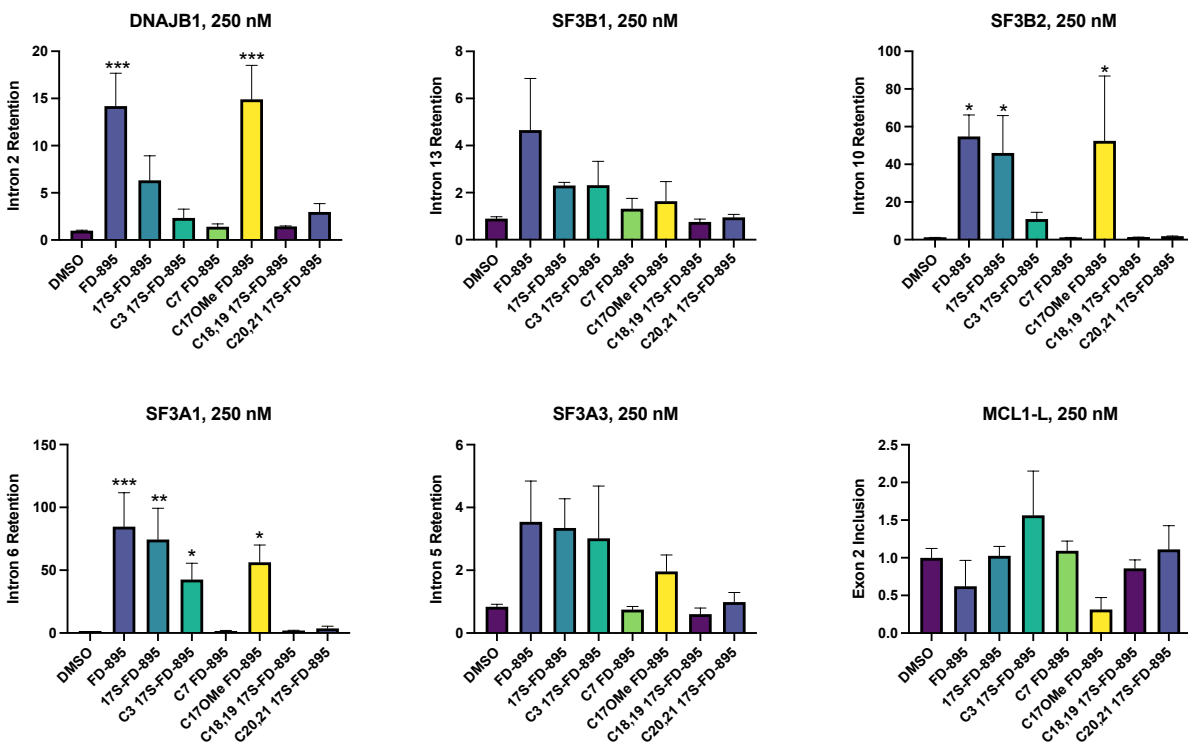 DNAJB1, 250 nM
Intron 2 Retention
20
15
10
5
0
***
***
DMSO
FD-895
17S-FD-895
C3 17S-FD-895
C7 FD-895
C17OMe FD-895
C18,19 17S-FD-895
C20,21 17S-FD-895
SF3B1, 250 nM
Intron 13 Retention
8
6
4
2
0
DMSO
FD-895
17S-FD-895
C3 17S-FD-895
C7 FD-895
C17OMe FD-895
C18,19 17S-FD-895
C20,21 17S-FD-895
SF3B2, 250 nM
Intron 10 Retention
100
80
60
40
20
0
*
*
*
DMSO
FD-895
17S-FD-895
C3 17S-FD-895
C7 FD-895
C17OMe FD-895
C18,19 17S-FD-895
C20,21 17S-FD-895
SF3A1, 250 nM
Intron 6 Retention
150
100
50
0
***
**
*
*
DMSO
FD-895
17S-FD-895
C3 17S-FD-895
C7 FD-895
C17OMe FD-895
C18,19 17S-FD-895
C20,21 17S-FD-895
SF3A3, 250 nM
Intron 5 Retention
6
4
2
0
DMSO
FD-895
17S-FD-895
C3 17S-FD-895
C7 FD-895
C17OMe FD-895
C18,19 17S-FD-895
C20,21 17S-FD-895
MCL1-L, 250 nM
Exon 2 Inclusion
2.5
2.0
1.5
1.0
0.5
0.0
DMSO
FD-895
17S-FD-895
C3 17S-FD-895
C7 FD-895
C17OMe FD-895
C18,19 17S-FD-895
C20,21 17S-FD-895